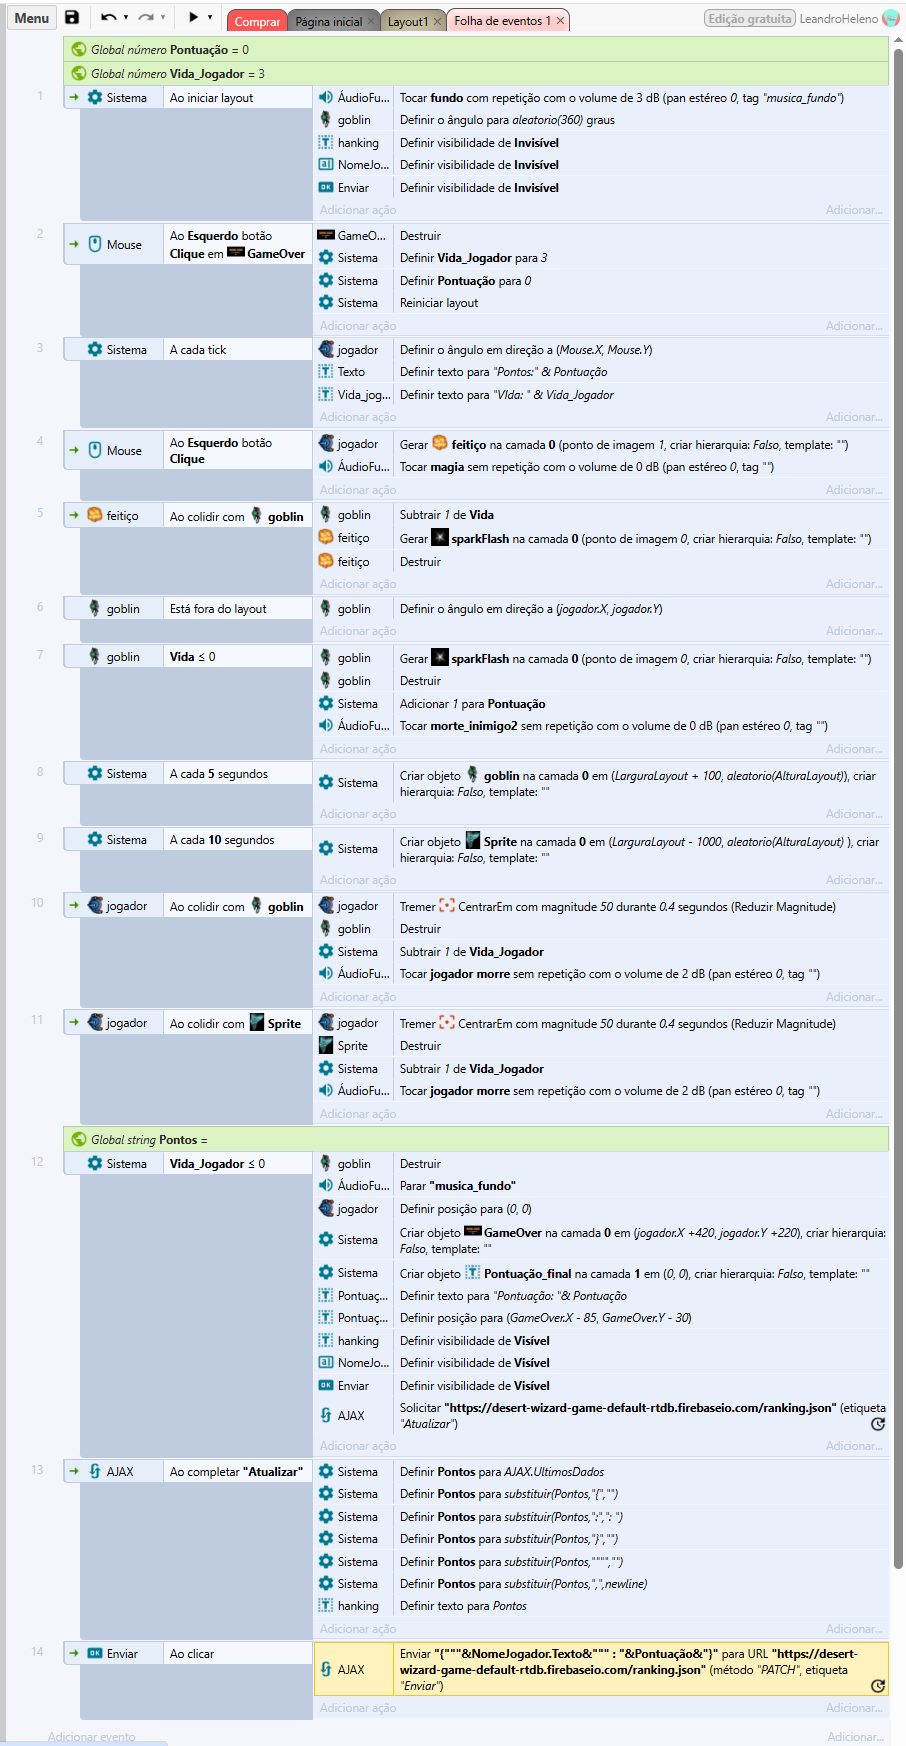 Menu
Comprar
Página inicial
Layout1
Folha de eventos 1
Edição gratuita
LeandroHeleno
Global número Pontuação = 0
Global número Vida_Jogador = 3
1
Sistema
Ao iniciar layout
ÁudioFu...
Tocar fundo com repetição com o volume de 3 dB (pan estéreo 0, tag "musica_fundo")
goblin
Definir o ângulo para aleatorio(360) graus
hanking
Definir visibilidade de Invisível
NomeJo...
Definir visibilidade de Invisível
Enviar
Definir visibilidade de Invisível
Adicionar ação
Adicionar...
2
Mouse
Ao Esquerdo botão
Clique em GameOver
GameO...
Destruir
Sistema
Definir Vida_Jogador para 3
Sistema
Definir Pontuação para 0
Sistema
Reiniciar layout
Adicionar ação
Adicionar...
3
Sistema
A cada tick
jogador
Definir o ângulo em direção a (Mouse.X, Mouse.Y)
Texto
Definir texto para "Pontos:" & Pontuação
Vida_jog...
Definir texto para "VIda: " & Vida_Jogador
Adicionar ação
Adicionar...
4
Mouse
Ao Esquerdo botão
Clique
jogador
Gerar feitiço na camada 0 (ponto de imagem 1, criar hierarquia: Falso, template: "")
ÁudioFu...
Tocar magia sem repetição com o volume de 0 dB (pan estéreo 0, tag "")
Adicionar ação
Adicionar...
5
feitiço
Ao colidir com goblin
goblin
Subtrair 1 de Vida
feitiço
Gerar sparkFlash na camada 0 (ponto de imagem 0, criar hierarquia: Falso, template: "")
feitiço
Destruir
Adicionar ação
Adicionar...
6
goblin
Está fora do layout
goblin
Definir o ângulo em direção a (jogador.X, jogador.Y)
Adicionar ação
Adicionar...
7
goblin
Vida ≤ 0
goblin
Gerar sparkFlash na camada 0 (ponto de imagem 0, criar hierarquia: Falso, template: "")
goblin
Destruir
Sistema
Adicionar 1 para Pontuação
ÁudioFu...
Tocar morte_inimigo2 sem repetição com o volume de 0 dB (pan estéreo 0, tag "")
Adicionar ação
Adicionar...
8
Sistema
A cada 5 segundos
Sistema
Criar objeto goblin na camada 0 em (LarguraLayout + 100, aleatorio(AlturaLayout)), criar
hierarquia: Falso, template: ""
Adicionar ação
Adicionar...
9
Sistema
A cada 10 segundos
Sistema
Criar objeto Sprite na camada 0 em (LarguraLayout - 1000, aleatorio(AlturaLayout) ), criar
hierarquia: Falso, template: ""
Adicionar ação
Adicionar...
10
jogador
Ao colidir com goblin
jogador
Tremer CentrarEm com magnitude 50 durante 0.4 segundos (Reduzir Magnitude)
goblin
Destruir
Sistema
Subtrair 1 de Vida_Jogador
ÁudioFu...
Tocar jogador morre sem repetição com o volume de 2 dB (pan estéreo 0, tag "")
Adicionar ação
Adicionar...
11
jogador
Ao colidir com Sprite
jogador
Tremer CentrarEm com magnitude 50 durante 0.4 segundos (Reduzir Magnitude)
Sprite
Destruir
Sistema
Subtrair 1 de Vida_Jogador
ÁudioFu...
Tocar jogador morre sem repetição com o volume de 2 dB (pan estéreo 0, tag "")
Adicionar ação
Adicionar...
Global string Pontos =
12
Sistema
Vida_Jogador ≤ 0
goblin
Destruir
ÁudioFu...
Parar "musica_fundo"
jogador
Definir posição para (0, 0)
Sistema
Criar objeto GameOver na camada 0 em (jogador.X +420, jogador.Y +220), criar hierarquia:
Falso, template: ""
Sistema
Criar objeto Pontuação_final na camada 1 em (0, 0), criar hierarquia: Falso, template: ""
Pontuaç...
Definir texto para "Pontuação: "& Pontuação
Pontuaç...
Definir posição para (GameOver.X - 85, GameOver.Y - 30)
hanking
Definir visibilidade de Visível
NomeJo...
Definir visibilidade de Visível
Enviar
Definir visibilidade de Visível
AJAX
Solicitar "https://desert-wizard-game-default-rtdb.firebaseio.com/ranking.json" (etiqueta
"Atualizar")
Adicionar ação
Adicionar...
13
AJAX
Ao completar "Atualizar"
Sistema
Definir Pontos para AJAX.UltimosDados
Sistema
Definir Pontos para substituir(Pontos,"{","")
Sistema
Definir Pontos para substituir(Pontos,":",": ")
Sistema
Definir Pontos para substituir(Pontos,"}","")
Sistema
Definir Pontos para substituir(Pontos,"""","")
Sistema
Definir Pontos para substituir(Pontos,",",newline)
hanking
Definir texto para Pontos
Adicionar ação
Adicionar...
14
Enviar
Ao clicar
AJAX
Enviar "{"""&NomeJogador.Texto&""" : "&Pontuação&"}" para URL "https://desert-
wizard-game-default-rtdb.firebaseio.com/ranking.json" (método "PATCH", etiqueta
"Enviar")
Adicionar ação
Adicionar...
Adicionar evento
Adicionar...